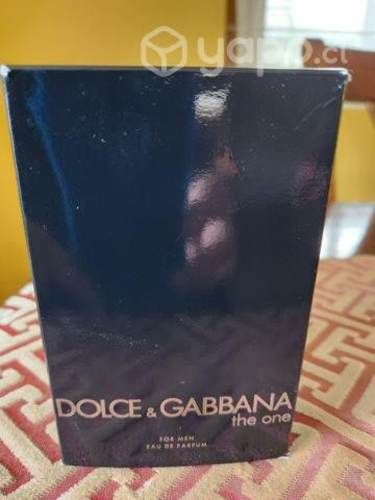 yapo.cl
DOLCE & GABBANA
the one
FOR MEN
EAU DE PARFUM